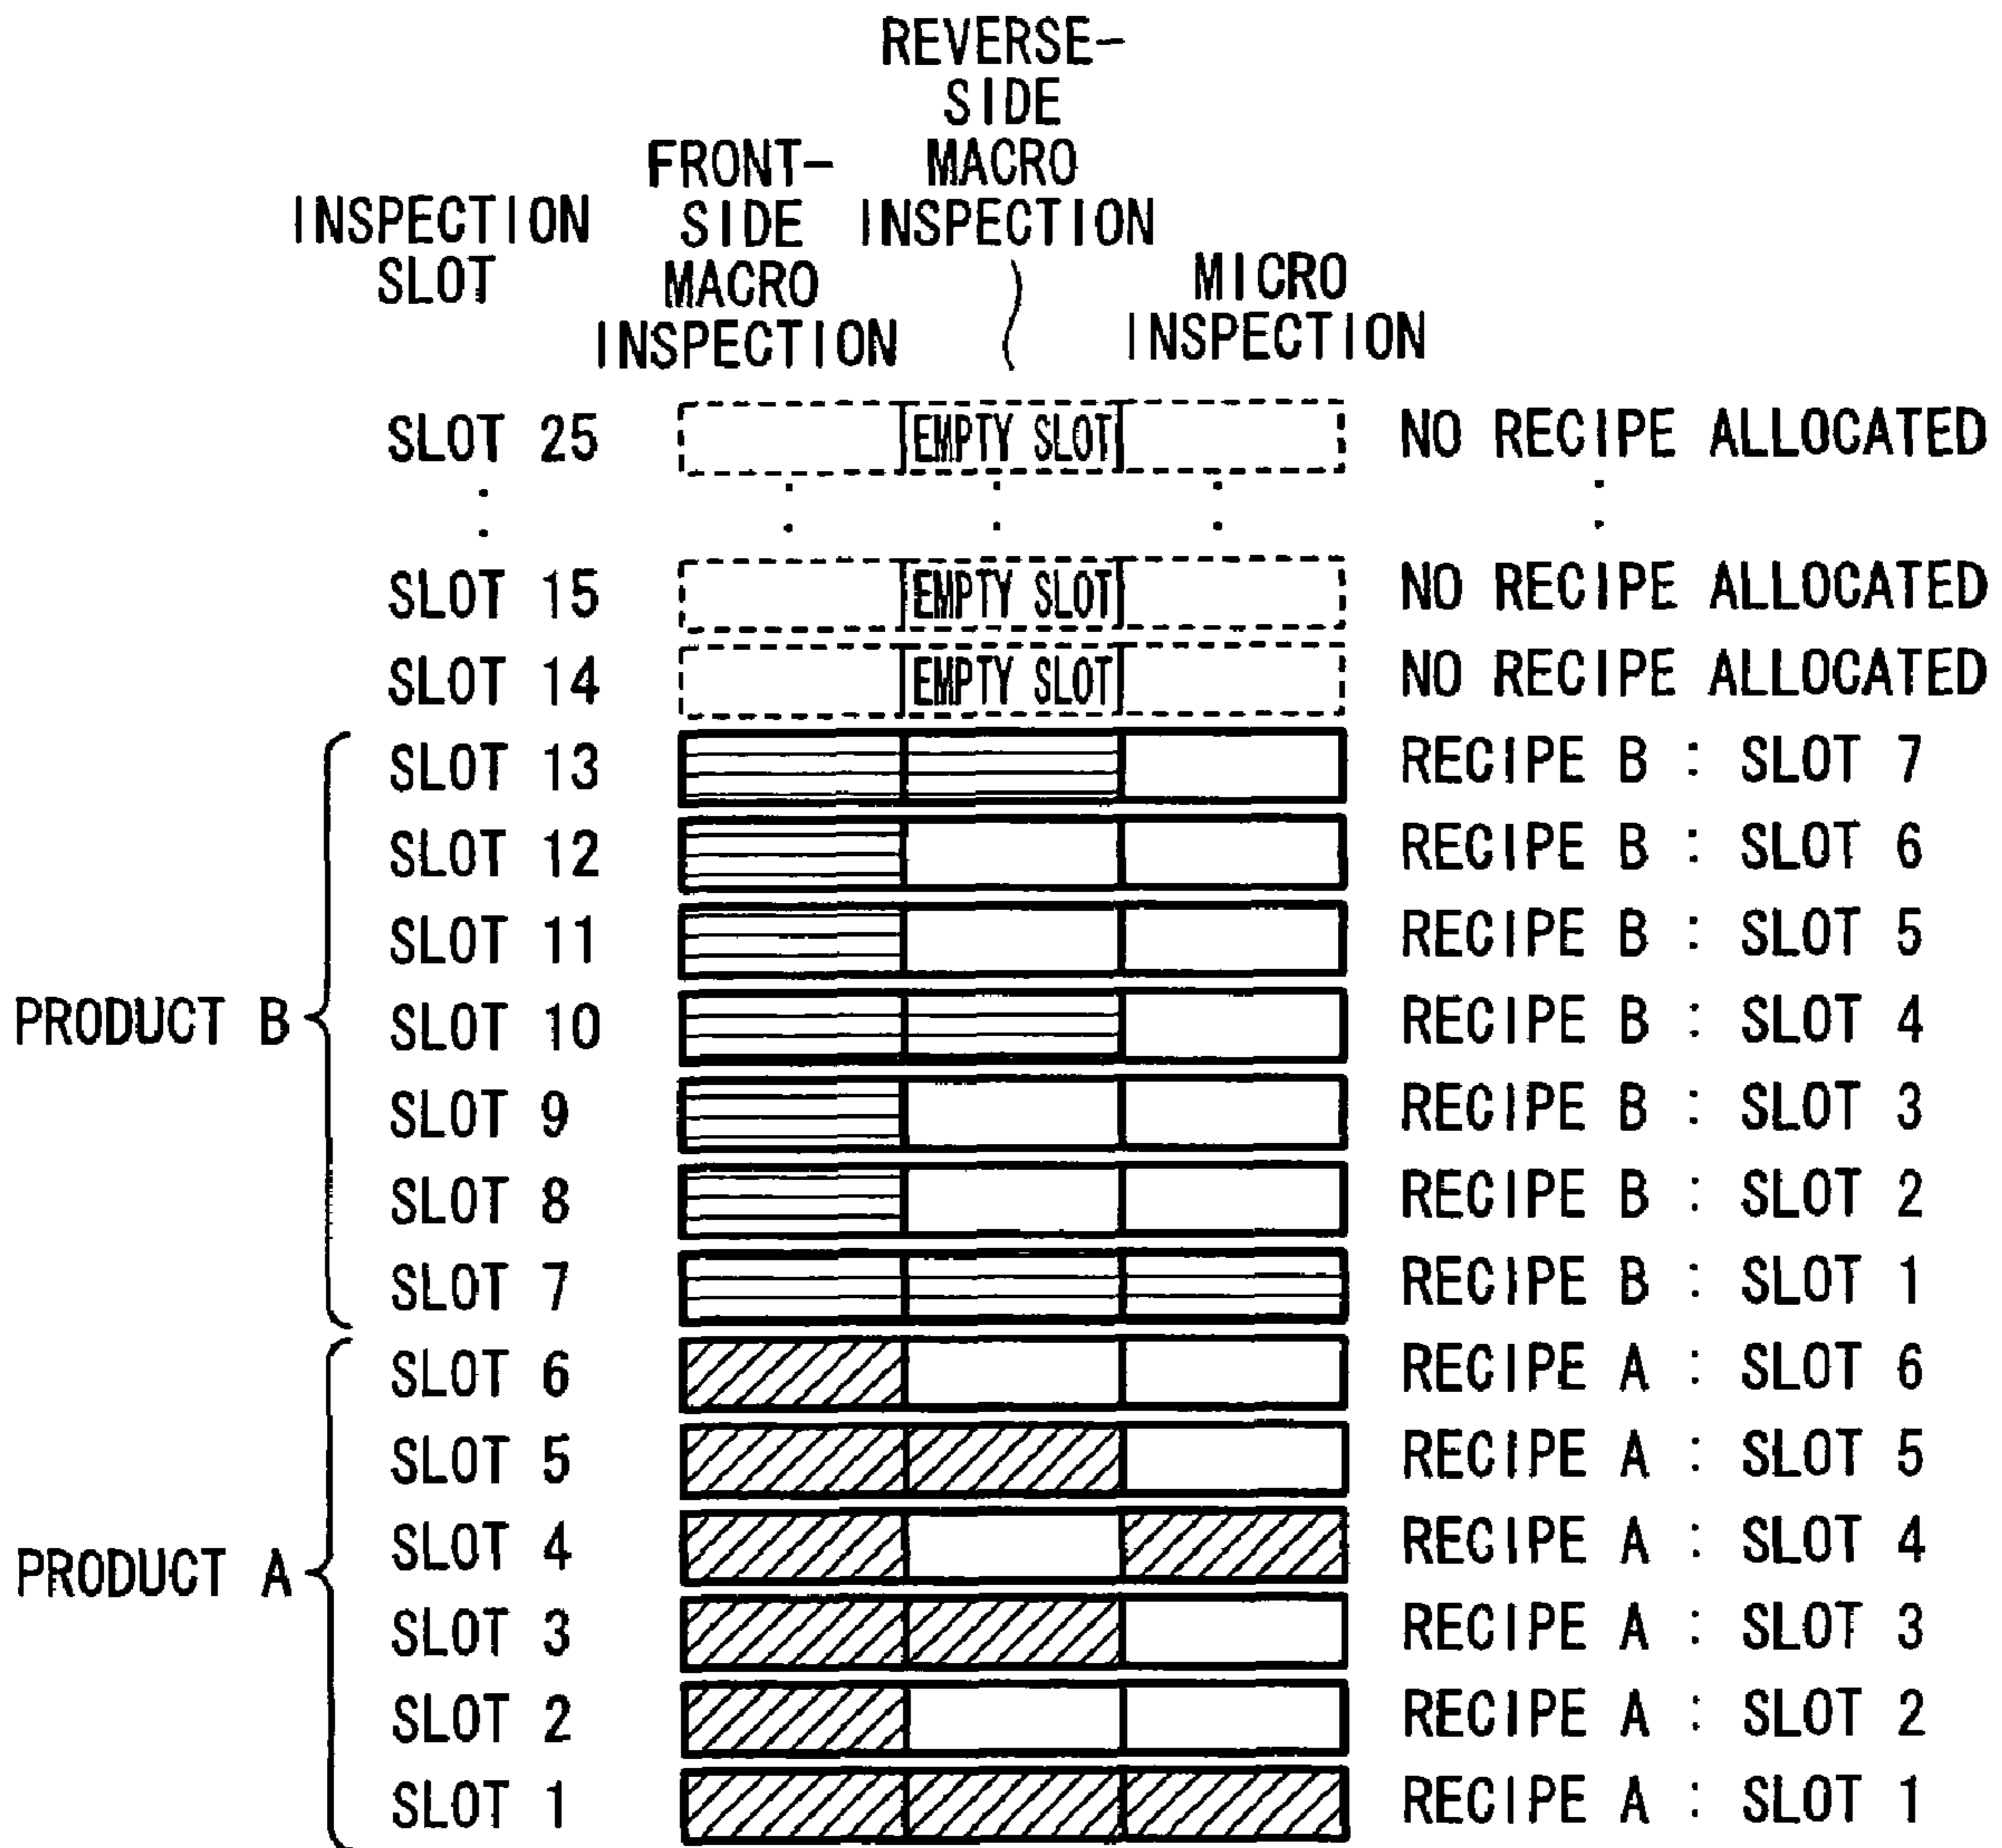 INSPECTION
SLOT
FRONT-
SIDE
MACRO
INSPECTION
REVERSE-
SIDE
MACRO
INSPECTION
MICRO
INSPECTION
SLOT 25 EMPTY SLOT NO RECIPE ALLOCATED
SLOT 15 EMPTY SLOT NO RECIPE ALLOCATED
SLOT 14 EMPTY SLOT NO RECIPE ALLOCATED
SLOT 13 RECIPE B : SLOT 7
SLOT 12 RECIPE B : SLOT 6
SLOT 11 RECIPE B : SLOT 5
PRODUCT B SLOT 10 RECIPE B : SLOT 4
SLOT 9 RECIPE B : SLOT 3
SLOT 8 RECIPE B : SLOT 2
SLOT 7 RECIPE B : SLOT 1
SLOT 6 RECIPE A : SLOT 6
SLOT 5 RECIPE A : SLOT 5
PRODUCT A SLOT 4 RECIPE A : SLOT 4
SLOT 3 RECIPE A : SLOT 3
SLOT 2 RECIPE A : SLOT 2
SLOT 1 RECIPE A : SLOT 1